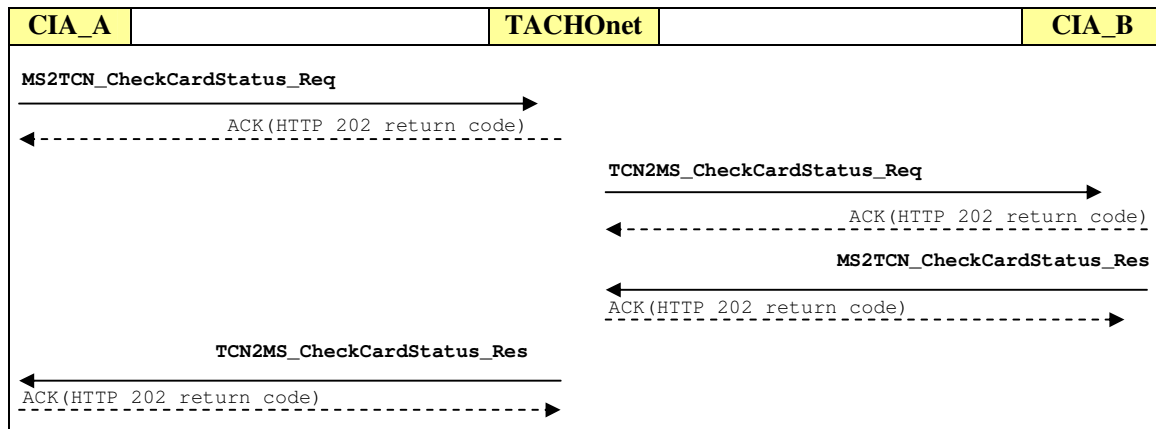 CIA_A TACHOnet CIA_B
MS2TCN_CheckCardStatus_Req
ACK(HTTP 202 return code)
TCN2MS_CheckCardStatus_Req
ACK(HTTP 202 return code)
MS2TCN_CheckCardStatus_Res
ACK(HTTP 202 return code)
TCN2MS_CheckCardStatus_Res
ACK(HTTP 202 return code)